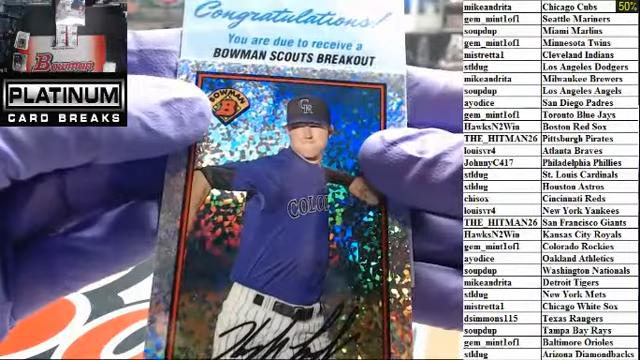 Bowman
PLATINUM
CARD BREAKS
Congratulations!
You are due to receive a
BOWMAN SCOUTS BREAKOUT
BOWMAN
B
CR
COLO
50%
mikeandrita Chicago Cubs
gem_mint1of1 Seattle Mariners
soupdup Miami Marlins
gem_mint1of1 Minnesota Twins
mistretta1 Cleveland Indians
stldug Los Angeles Dodgers
mikeandrita Milwaukee Brewers
soupdup Los Angeles Angels
ayodice San Diego Padres
gem_mint1of1 Toronto Blue Jays
HawksN2Win Boston Red Sox
THE_HITMAN26 Pittsburgh Pirates
louisvr4 Atlanta Braves
JohnnyC417 Philadelphia Phillies
stldug St. Louis Cardinals
stldug Houston Astros
chisox Cincinnati Reds
louisvr4 New York Yankees
THE_HITMAN26 San Francisco Giants
HawksN2Win Kansas City Royals
gem_mint1of1 Colorado Rockies
ayodice Oakland Athletics
soupdup Washington Nationals
mikeandrita Detroit Tigers
stldug New York Mets
mistretta1 Chicago White Sox
dsimmons115 Texas Rangers
soupdup Tampa Bay Rays
gem_mint1of1 Baltimore Orioles
stldug Arizona Diamondbacks